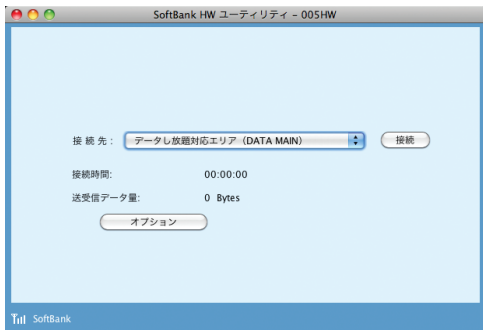 SoftBank HW ユーティリティ - 005HW
接 続 先 : データし放題対応エリア（DATA MAIN） 接続
接続時間: 00:00:00
送受信データ量: 0 Bytes
オプション
SoftBank